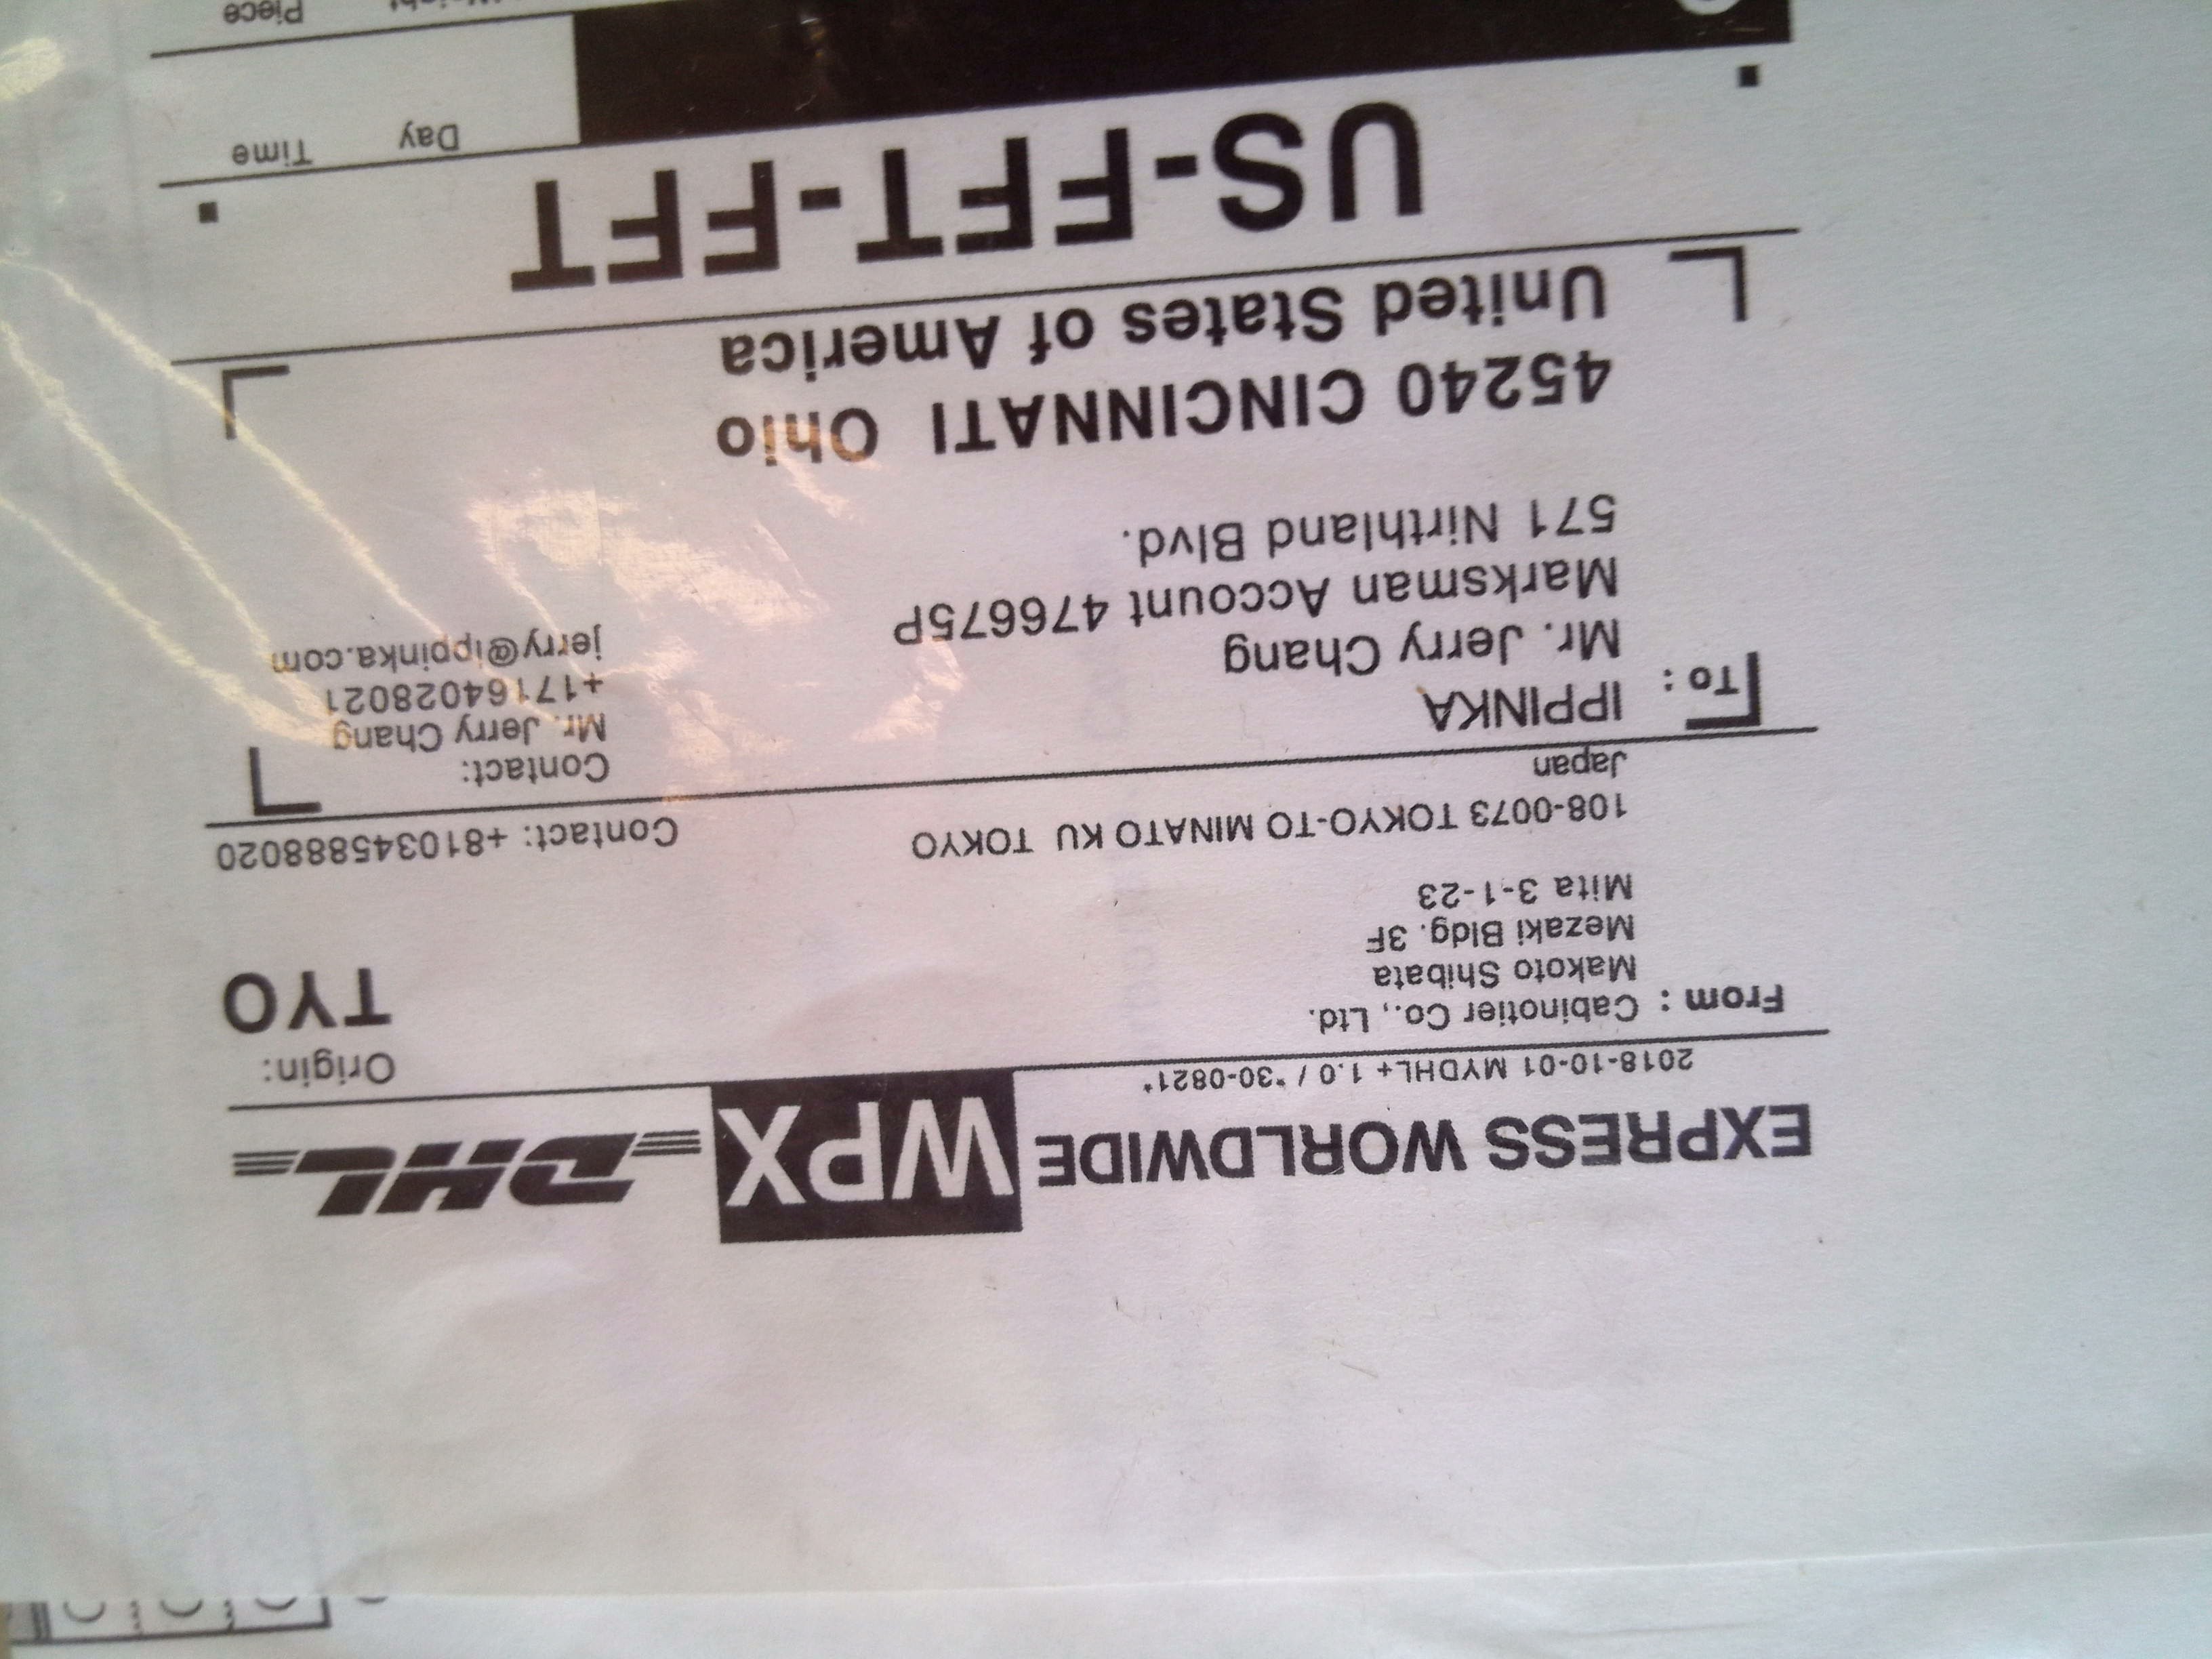 EXPRESS WORLDWIDE WPX DHL
2018-10-01 MYDHL+ 1.0 / *30-0821*
From : Cabinotier Co., Ltd.
Makoto Shibata
Mezaki Bldg. 3F
Mita 3-1-23
108-0073 TOKYO-TO MINATO KU TOKYO
Japan
Origin:
TYO
Contact: +810345888020
To : IPPINKA
Mr. Jerry Chang
Marksman Account 476675P
571 Nirthland Blvd.
45240 CINCINNATI Ohio
United States of America
Contact:
Mr. Jerry Chang
+17164028021
jerry@ippinka.com
US-FFT-FFT
Day Time
Piece